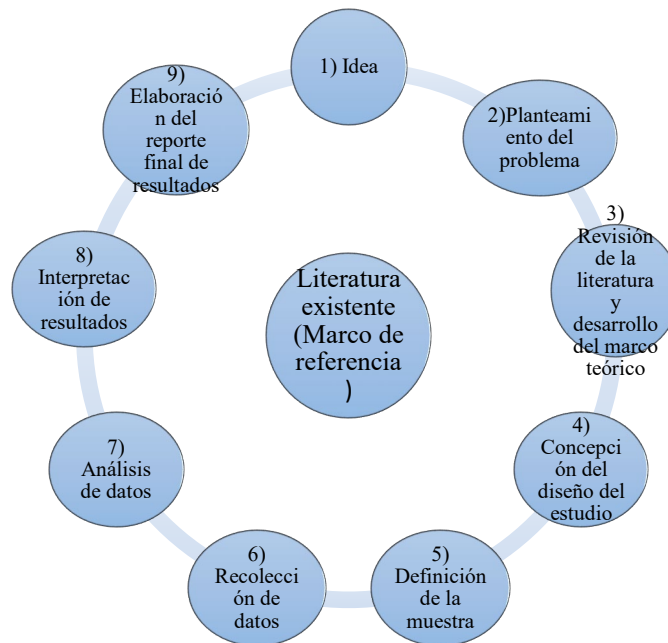 1) Idea
2)Planteami
ento del
problema
3)
Revisión
de la
literatura
y
desarrollo
del marco
teórico
4)
Concepci
ón del
diseño del
estudio
5)
Definición
de la
muestra
6)
Recolecci
ón de
datos
7)
Análisis
de datos
8)
Interpretac
ión de
resultados
9)
Elaboració
n del
reporte
final de
resultados
Literatura
existente
(Marco de
referencia
)